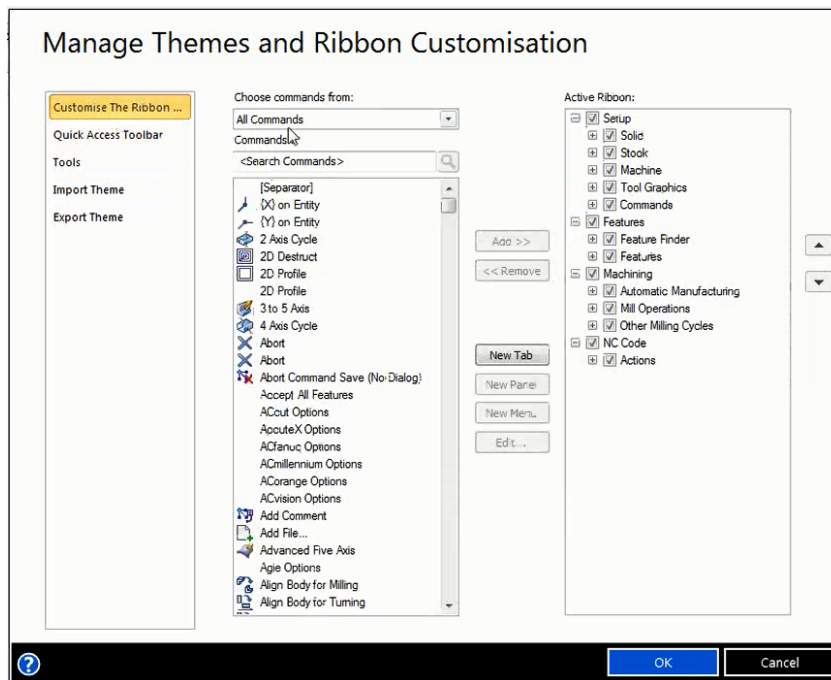 Manage Themes and Ribbon Customisation
Customise The Ribbon ...
Quick Access Toolbar
Tools
Import Theme
Export Theme
Choose commands from:
All Commands
Commands:
<Search Commands>
[Separator]
{X} on Entity
{Y} on Entity
2 Axis Cycle
2D Destruct
2D Profile
2D Profile
3 to 5 Axis
4 Axis Cycle
Abort
Abort
Abort Command Save (No-Dialog)
Accept All Features
ACcut Options
ApcuteX Options
ACfanuc Options
ACmillennium Options
ACorange Options
ACvision Options
Add Comment
Add File...
Advanced Five Axis
Agie Options
Align Body for Milling
Align Body for Turning
Add >>
<< Remove
New Tab
New Panel
New Menu
Edit...
Active Ribbon:
Setup
Solid
Stock
Machine
Tool Graphics
Commands
Features
Feature Finder
Features
Machining
Automatic Manufacturing
Mill Operations
Other Milling Cycles
NC Code
Actions
OK
Cancel